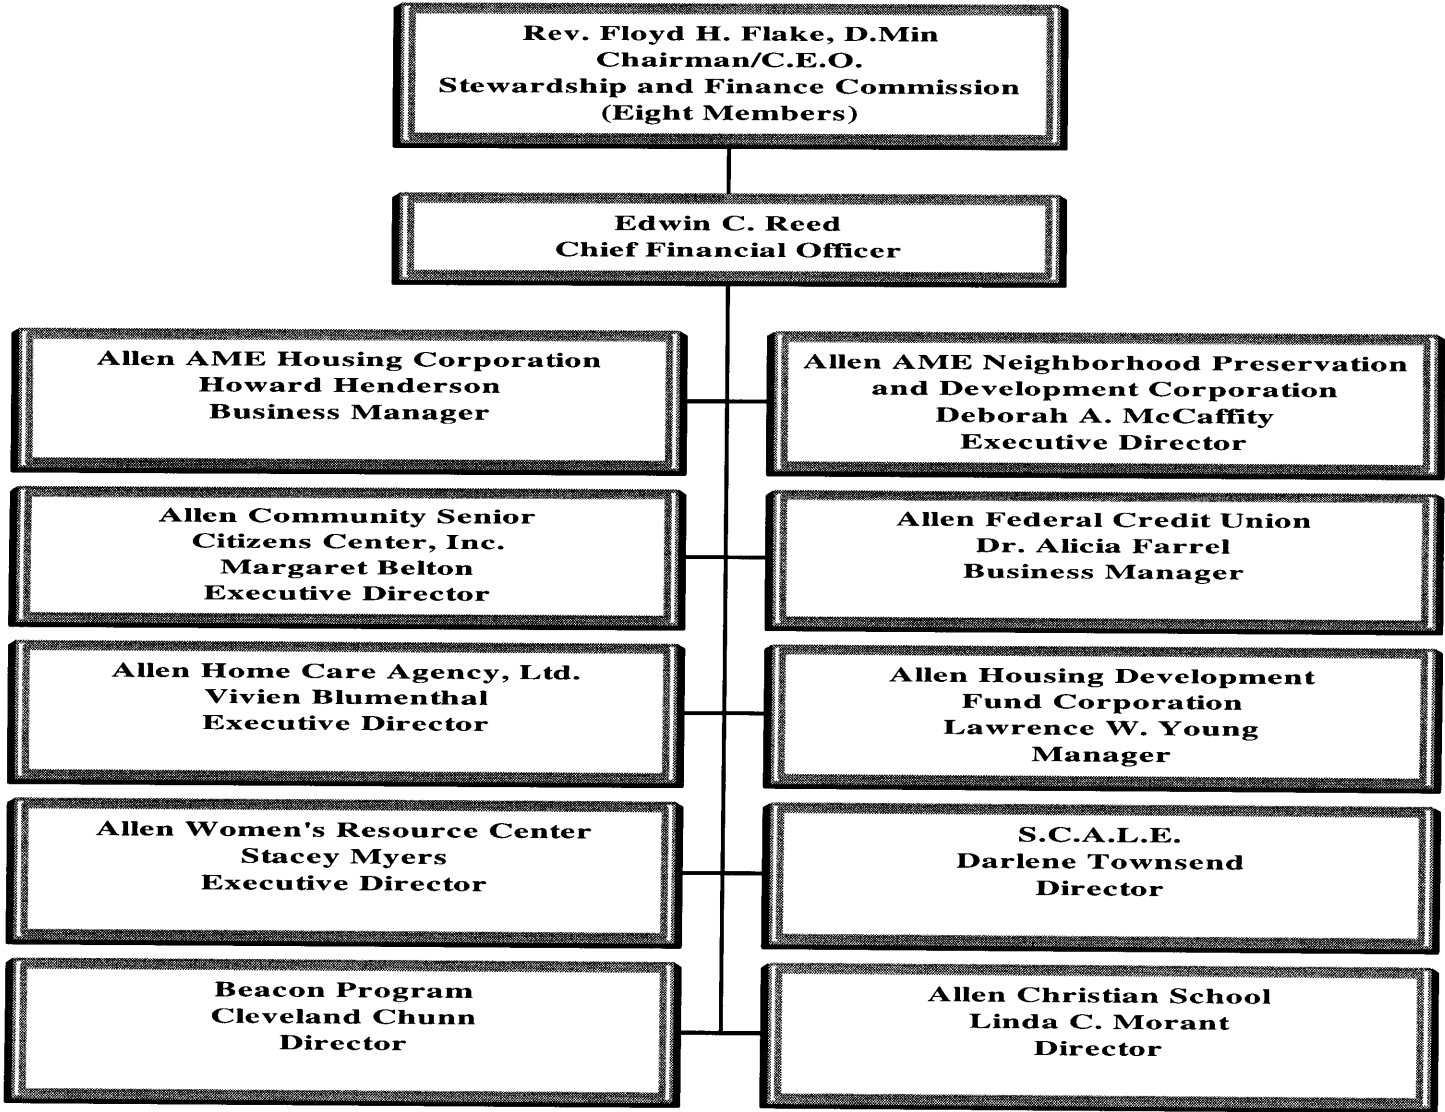 Rev. Floyd H. Flake, D.Min
Chairman/C.E.O.
Stewardship and Finance Commission
(Eight Members)
Edwin C. Reed
Chief Financial Officer
Allen AME Housing Corporation
Howard Henderson
Business Manager
Allen AME Neighborhood Preservation
and Development Corporation
Deborah A. McCaffity
Executive Director
Allen Community Senior
Citizens Center, Inc.
Margaret Belton
Executive Director
Allen Federal Credit Union
Dr. Alicia Farrel
Business Manager
Allen Home Care Agency, Ltd.
Vivien Blumenthal
Executive Director
Allen Housing Development
Fund Corporation
Lawrence W. Young
Manager
Allen Women's Resource Center
Stacey Myers
Executive Director
S.C.A.L.E.
Darlene Townsend
Director
Beacon Program
Cleveland Chunn
Director
Allen Christian School
Linda C. Morant
Director